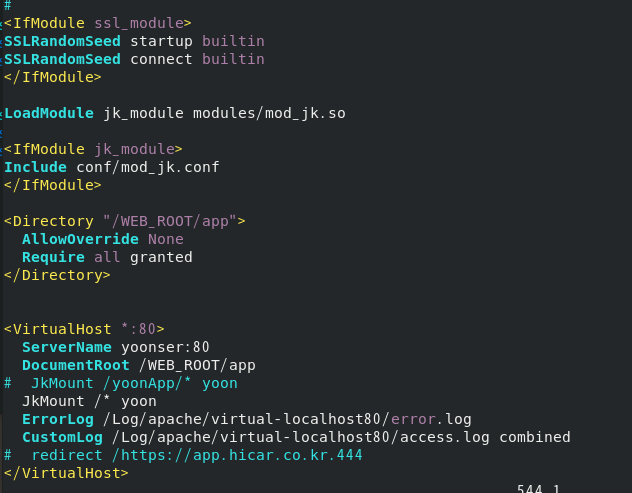 #
<IfModule ssl_module>
SSLRandomSeed startup builtin
SSLRandomSeed connect builtin
</IfModule>
LoadModule jk_module modules/mod_jk.so
<IfModule jk_module>
Include conf/mod_jk.conf
</IfModule>
<Directory "/WEB_ROOT/app">
  AllowOverride None
  Require all granted
</Directory>
<VirtualHost *:80>
  ServerName yoonser:80
  DocumentRoot /WEB_ROOT/app
#  JkMount /yoonApp/* yoon
  JkMount /* yoon
  ErrorLog /Log/apache/virtual-localhost80/error.log
  CustomLog /Log/apache/virtual-localhost80/access.log combined
#  redirect /https://app.hicar.co.kr.444
</VirtualHost>
544,1